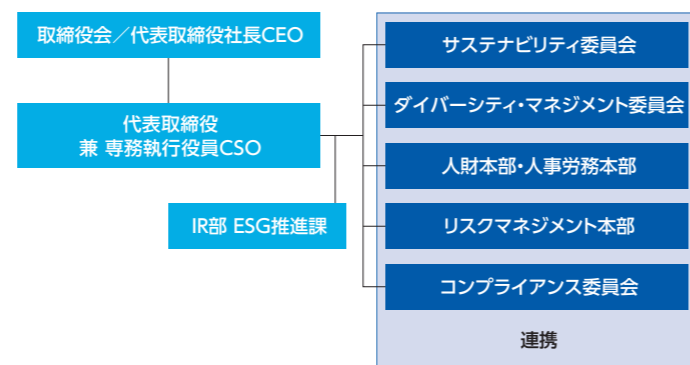 取締役会／代表取締役社長CEO
代表取締役
兼 専務執行役員CSO
IR部 ESG推進課
サステナビリティ委員会
ダイバーシティ・マネジメント委員会
人財本部・人事労務本部
リスクマネジメント本部
コンプライアンス委員会
連携